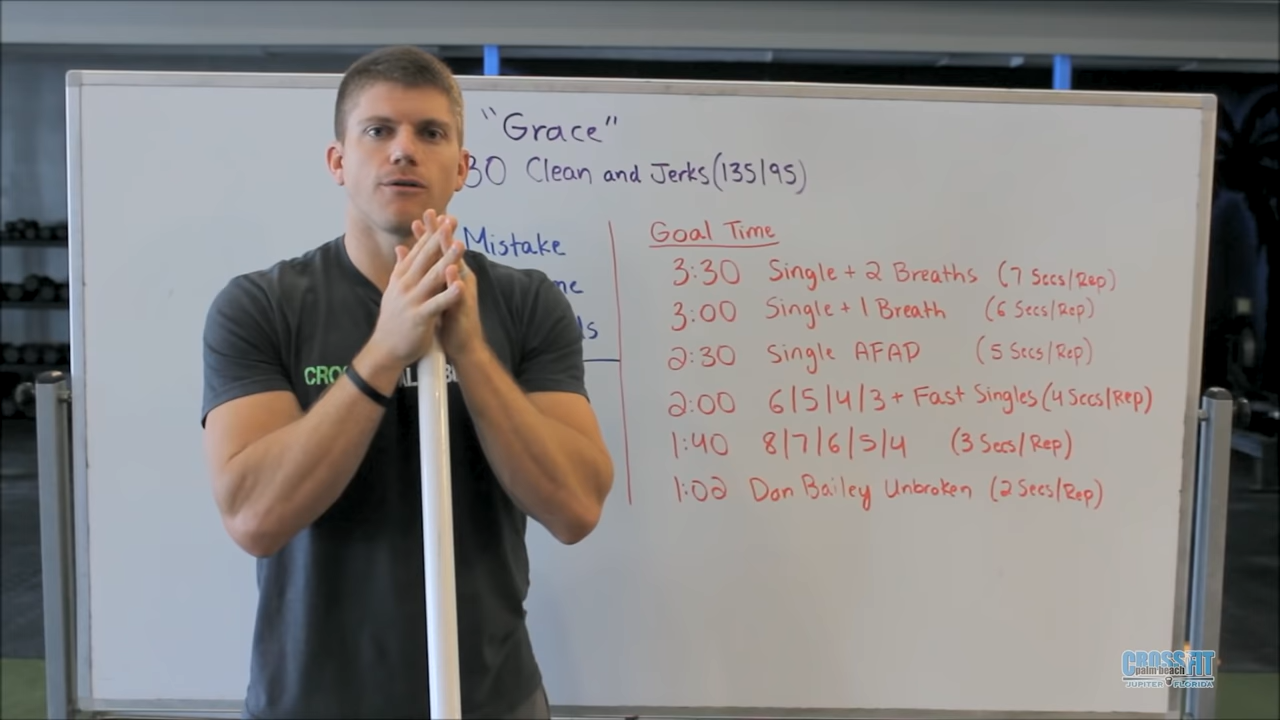 "Grace"
30 Clean and Jerks (135/95)
Mistake
Goal Time
3:30 Single + 2 Breaths (7 Secs/Rep)
3:00 Single + 1 Breath (6 Secs/Rep)
2:30 Single AFAP (5 Secs/Rep)
2:00 6/5/4/3 + Fast Singles (4 Secs/Rep)
1:40 8/7/6/5/4 (3 Secs/Rep)
1:02 Dan Bailey Unbroken (2 Secs/Rep)
CROSSFIT
palm beach
JUPITER FLORIDA